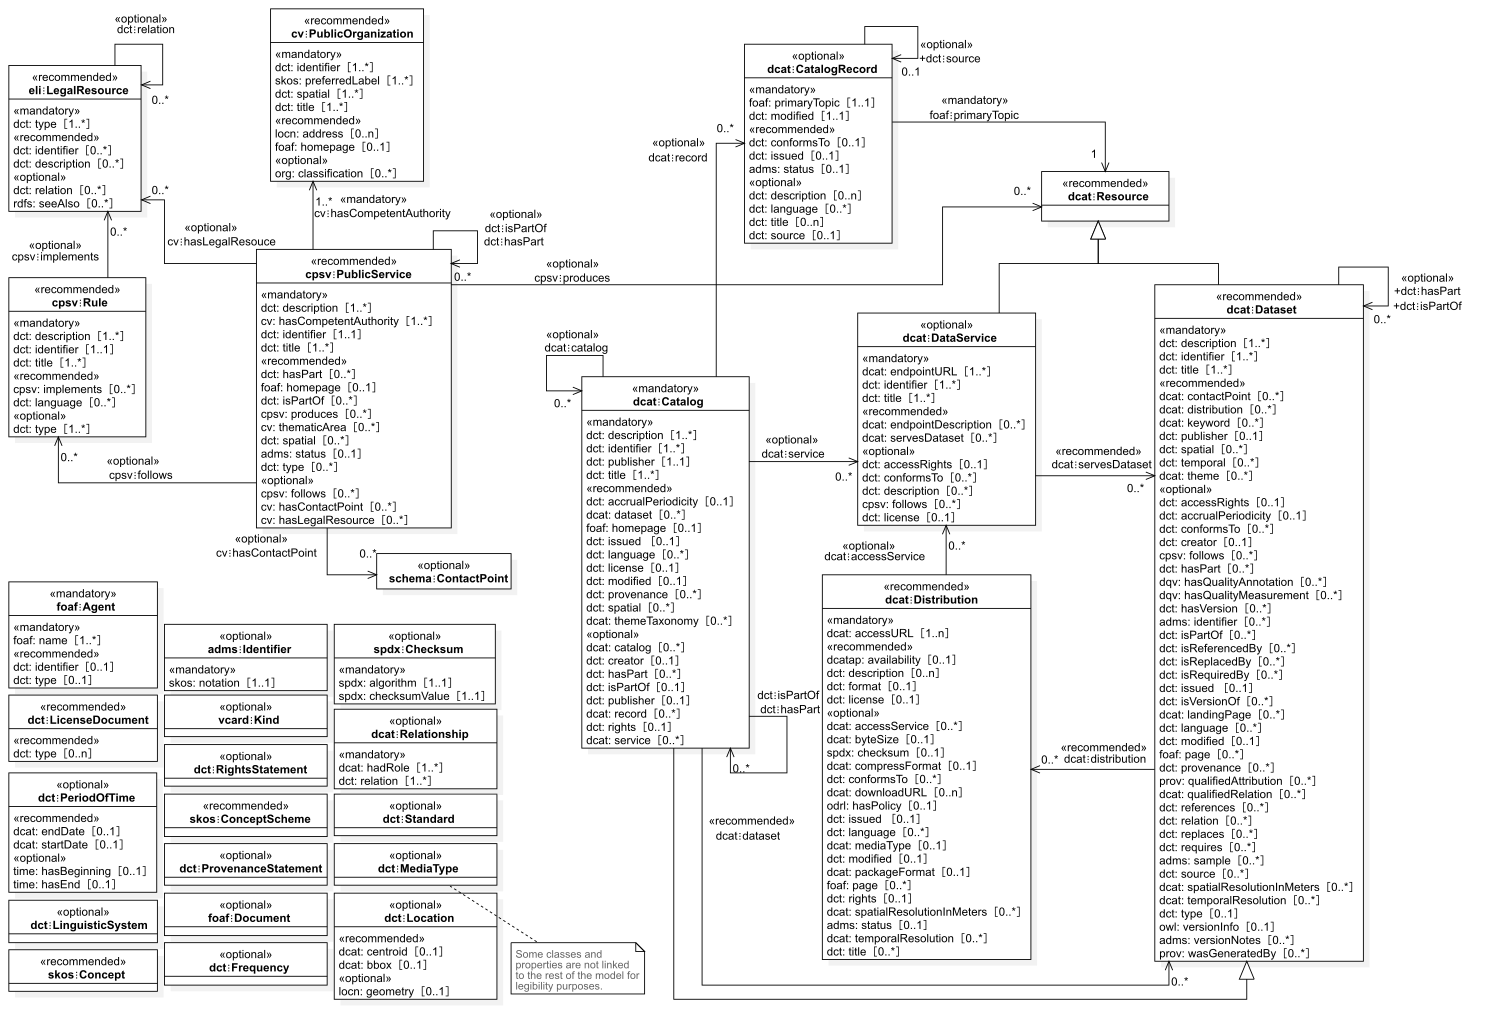 «optional»
dct⁝relation
«recommended»
eli⁝LegalResource
«mandatory»
dct: type [1..*]
«recommended»
dct: identifier [0..*]
dct: description [0..*]
«optional»
dct: relation [0..*]
rdfs: seeAlso [0..*]
0..*
0..*
«optional»
cv⁝hasLegalResouce
«optional»
cpsv⁝implements
0..*
«recommended»
cv⁝PublicOrganization
«mandatory»
dct: identifier [1..*]
skos: preferredLabel [1..*]
dct: spatial [1..*]
dct: title [1..*]
«recommended»
locn: address [0..n]
foaf: homepage [0..1]
«optional»
org: classification [0..*]
1..*
«mandatory»
cv⁝hasCompetentAuthority
«optional»
dct⁝isPartOf
dct⁝hasPart
0..*
«recommended»
cpsv⁝Rule
«mandatory»
dct: description [1..*]
dct: identifier [1..1]
dct: title [1..*]
«recommended»
cpsv: implements [0..*]
dct: language [0..*]
«optional»
dct: type [1..*]
0..*
«optional»
cpsv⁝follows
«recommended»
cpsv⁝PublicService
«mandatory»
dct: description [1..*]
cv: hasCompetentAuthority [1..*]
dct: identifier [1..1]
dct: title [1..*]
«recommended»
dct: hasPart [0..*]
foaf: homepage [0..1]
dct: isPartOf [0..*]
cpsv: produces [0..*]
cv: thematicArea [0..*]
dct: spatial [0..*]
adms: status [0..1]
dct: type [0..*]
«optional»
cpsv: follows [0..*]
cv: hasContactPoint [0..*]
cv: hasLegalResource [0..*]
«optional»
cv⁝hasContactPoint
0..*
«optional»
schema⁝ContactPoint
«optional»
cpsv⁝produces
0..*
«optional»
dcat⁝CatalogRecord
«mandatory»
foaf: primaryTopic [1..1]
dct: modified [1..1]
«recommended»
dct: conformsTo [0..1]
dct: issued [0..1]
adms: status [0..1]
«optional»
dct: description [0..n]
dct: language [0..*]
dct: title [0..n]
dct: source [0..1]
«optional»
+dct⁝source
0..1
«mandatory»
foaf⁝primaryTopic
1
0..*
«optional»
dcat⁝record
«recommended»
dcat⁝Resource
«optional»
dcat⁝catalog
0..*
«mandatory»
dcat⁝Catalog
«mandatory»
dct: description [1..*]
dct: identifier [1..*]
dct: publisher [1..1]
dct: title [1..*]
«recommended»
dct: accrualPeriodicity [0..1]
dcat: dataset [0..*]
foaf: homepage [0..1]
dct: issued [0..1]
dct: language [0..*]
dct: license [0..1]
dct: modified [0..1]
dct: provenance [0..*]
dct: spatial [0..*]
dcat: themeTaxonomy [0..*]
«optional»
dcat: catalog [0..*]
dct: creator [0..1]
dct: hasPart [0..*]
dct: isPartOf [0..1]
dct: publisher [0..1]
dcat: record [0..*]
dct: rights [0..1]
dcat: service [0..*]
«optional»
dcat⁝service
0..*
dct⁝isPartOf
dct⁝hasPart
0..*
«recommended»
dcat⁝dataset
0..*
«optional»
dcat⁝DataService
«mandatory»
dcat: endpointURL [1..*]
dct: identifier [1..*]
dct: title [1..*]
«recommended»
dcat: endpointDescription [0..*]
dcat: servesDataset [0..*]
«optional»
dct: accessRights [0..1]
dct: conformsTo [0..*]
dct: description [0..*]
cpsv: follows [0..*]
dct: license [0..1]
«recommended»
dcat⁝servesDataset
0..*
«optional»
dcat⁝accessService
0..*
«recommended»
dcat⁝Distribution
«mandatory»
dcat: accessURL [1..n]
«recommended»
dcatap: availability [0..1]
dct: description [0..n]
dct: format [0..1]
dct: license [0..1]
«optional»
dcat: accessService [0..*]
dcat: byteSize [0..1]
spdx: checksum [0..1]
dcat: compressFormat [0..1]
dct: conformsTo [0..*]
dcat: downloadURL [0..n]
odrl: hasPolicy [0..1]
dct: issued [0..1]
dct: language [0..*]
dcat: mediaType [0..1]
dct: modified [0..1]
dcat: packageFormat [0..1]
foaf: page [0..*]
dct: rights [0..1]
dcat: spatialResolutionInMeters [0..*]
adms: status [0..1]
dcat: temporalResolution [0..*]
dct: title [0..*]
«recommended»
dcat⁝distribution
0..*
«optional»
+dct⁝hasPart
+dct⁝isPartOf
0..*
«recommended»
dcat⁝Dataset
«mandatory»
dct: description [1..*]
dct: identifier [1..*]
dct: title [1..*]
«recommended»
dcat: contactPoint [0..*]
dcat: distribution [0..*]
dcat: keyword [0..*]
dct: publisher [0..1]
dct: spatial [0..*]
dct: temporal [0..*]
dcat: theme [0..*]
«optional»
dct: accessRights [0..1]
dct: accrualPeriodicity [0..1]
dct: conformsTo [0..*]
dct: creator [0..1]
cpsv: follows [0..*]
dct: hasPart [0..*]
dqv: hasQualityAnnotation [0..*]
dqv: hasQualityMeasurement [0..*]
dct: hasVersion [0..*]
adms: identifier [0..*]
dct: isPartOf [0..*]
dct: isReferencedBy [0..*]
dct: isReplacedBy [0..*]
dct: isRequiredBy [0..*]
dct: issued [0..1]
dct: isVersionOf [0..*]
dcat: landingPage [0..*]
dct: language [0..*]
dct: modified [0..1]
foaf: page [0..*]
dct: provenance [0..*]
prov: qualifiedAttribution [0..*]
dcat: qualifiedRelation [0..*]
dct: references [0..*]
dct: relation [0..*]
dct: replaces [0..*]
dct: requires [0..*]
adms: sample [0..*]
dct: source [0..*]
dcat: spatialResolutionInMeters [0..*]
dcat: temporalResolution [0..*]
dct: type [0..1]
owl: versionInfo [0..1]
adms: versionNotes [0..*]
prov: wasGeneratedBy [0..*]
«mandatory»
foaf⁝Agent
«mandatory»
foaf: name [1..*]
«recommended»
dct: identifier [0..1]
dct: type [0..1]
«recommended»
dct⁝LicenseDocument
«recommended»
dct: type [0..n]
«optional»
dct⁝PeriodOfTime
«recommended»
dcat: endDate [0..1]
dcat: startDate [0..1]
«optional»
time: hasBeginning [0..1]
time: hasEnd [0..1]
«optional»
dct⁝LinguisticSystem
«recommended»
skos⁝Concept
«optional»
adms⁝Identifier
«mandatory»
skos: notation [1..1]
«optional»
vcard⁝Kind
«optional»
dct⁝RightsStatement
«recommended»
skos⁝ConceptScheme
«optional»
dct⁝ProvenanceStatement
«optional»
foaf⁝Document
«optional»
dct⁝Frequency
«optional»
spdx⁝Checksum
«mandatory»
spdx: algorithm [1..1]
spdx: checksumValue [1..1]
«optional»
dcat⁝Relationship
«mandatory»
dcat: hadRole [1..*]
dct: relation [1..*]
«optional»
dct⁝Standard
«optional»
dct⁝MediaType
«optional»
dct⁝Location
«recommended»
dcat: centroid [0..1]
dcat: bbox [0..1]
«optional»
locn: geometry [0..1]
Some classes and
properties are not linked
to the rest of the model for
legibility purposes.